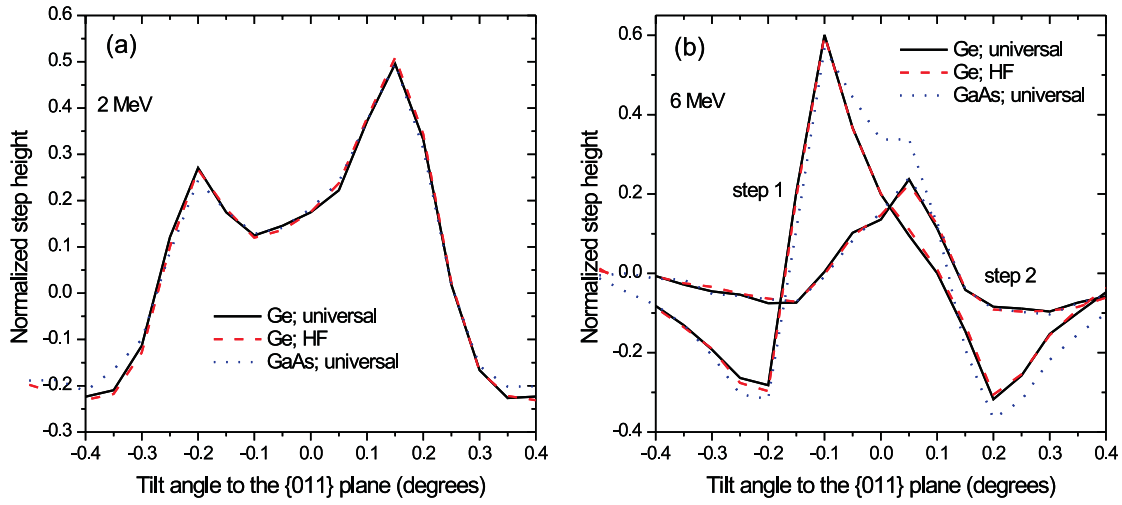 (a)
2 MeV
Ge; universal
Ge; HF
GaAs; universal
Normalized step height
0.6
0.5
0.4
0.3
0.2
0.1
0.0
-0.1
-0.2
-0.3
-0.4 -0.3 -0.2 -0.1 0.0 0.1 0.2 0.3 0.4
Tilt angle to the {011} plane (degrees)
(b)
6 MeV
Ge; universal
Ge; HF
GaAs; universal
step 1
step 2
Normalized step height
0.6
0.4
0.2
0.0
-0.2
-0.4
-0.4 -0.3 -0.2 -0.1 0.0 0.1 0.2 0.3 0.4
Tilt angle to the {011} plane (degrees)